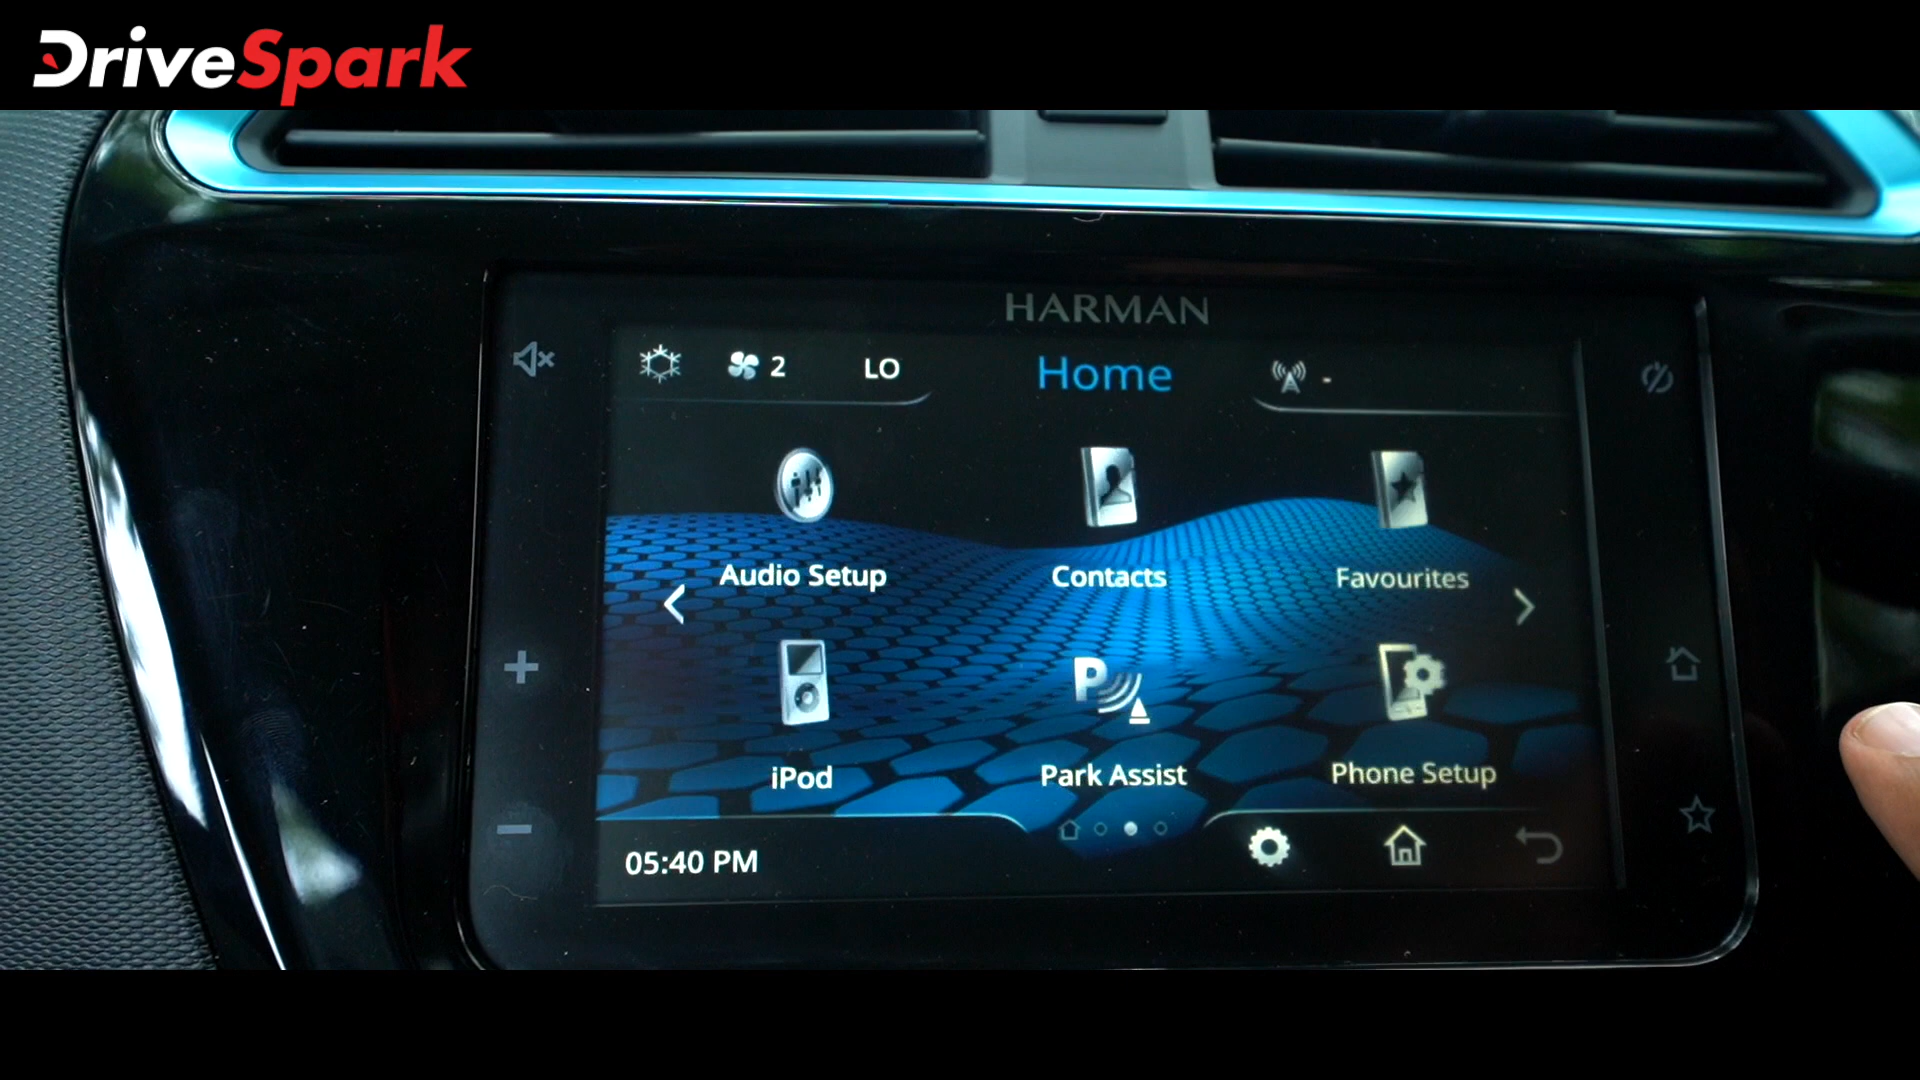 DriveSpark
HARMAN
2 LO Home -
Audio Setup Contacts Favourites
P
iPod Park Assist Phone Setup
05:40 PM